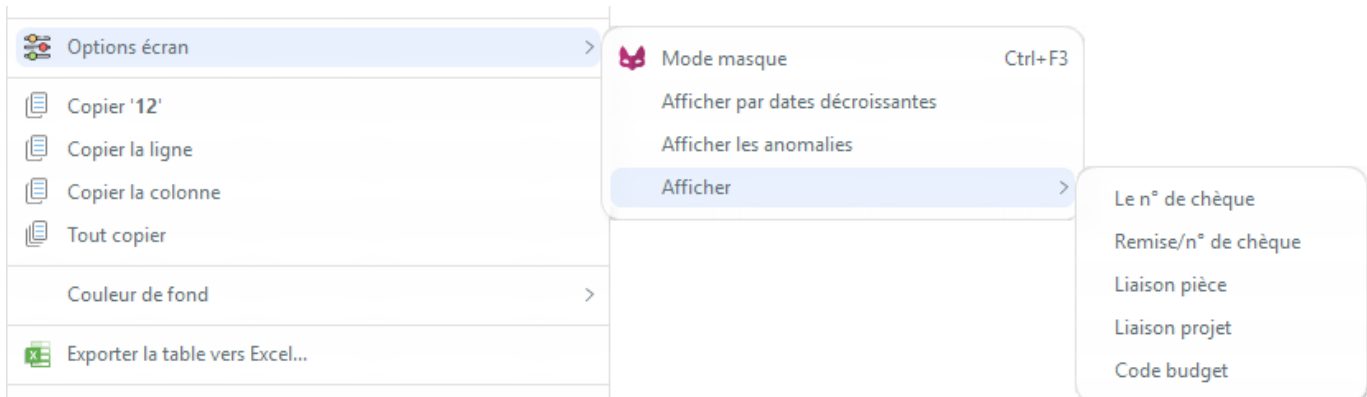 Options écran
Copier '12'
Copier la ligne
Copier la colonne
Tout copier
Couleur de fond
Exporter la table vers Excel...
Mode masque Ctrl+F3
Afficher par dates décroissantes
Afficher les anomalies
Afficher
Le n° de chèque
Remise/n° de chèque
Liaison pièce
Liaison projet
Code budget